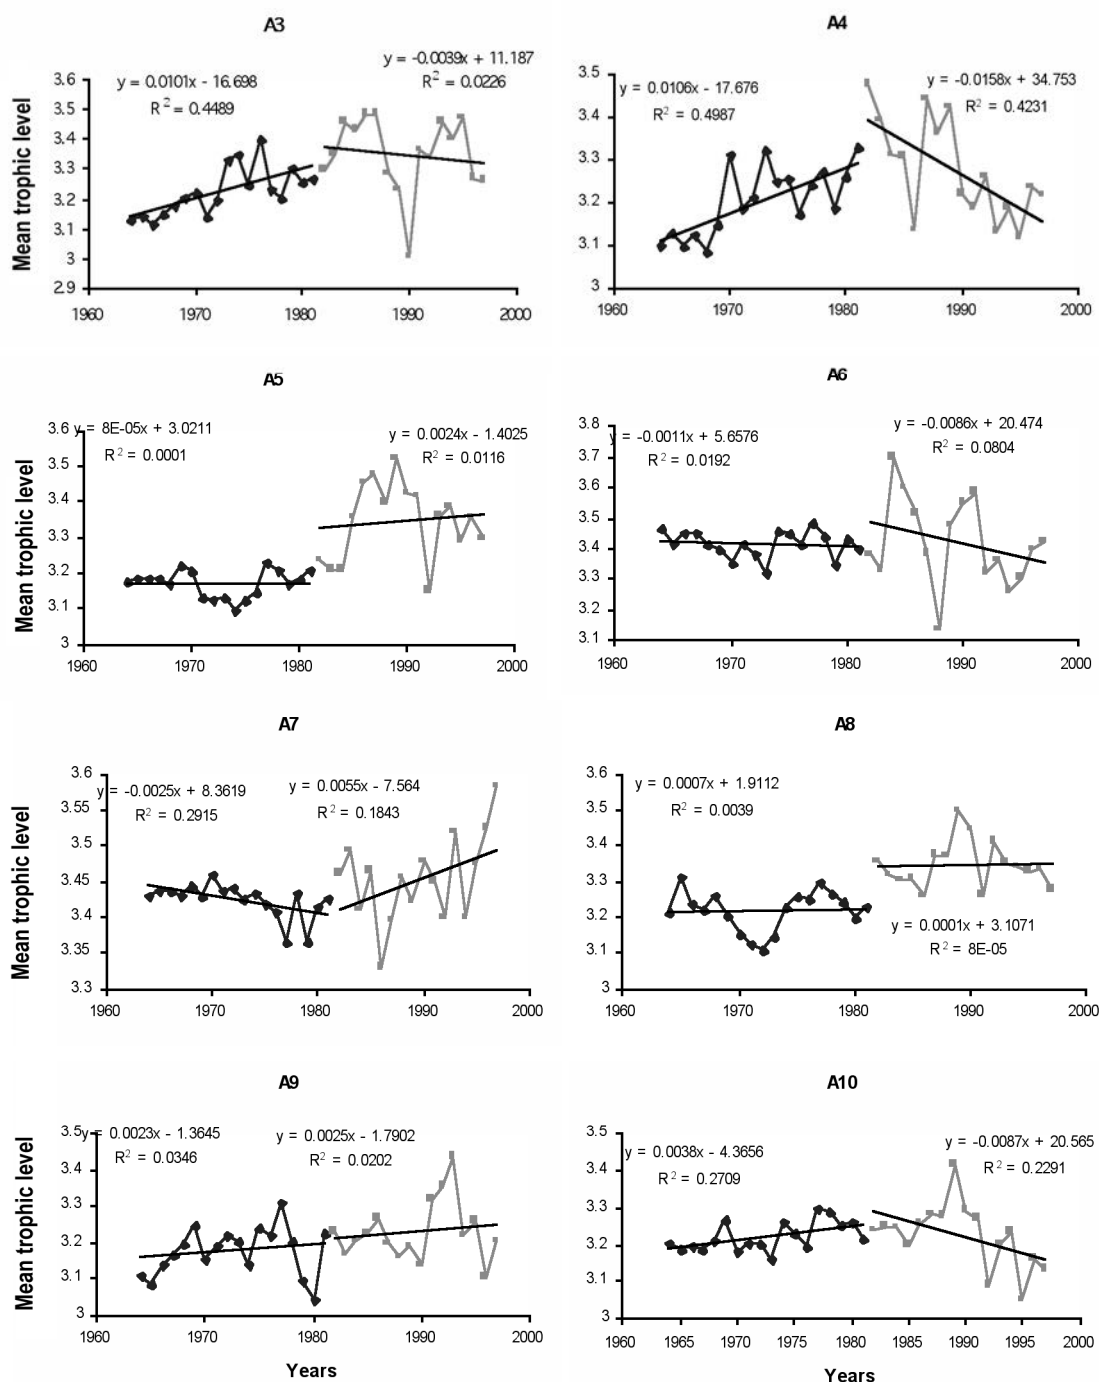 A3
y = 0.0101x - 16.698
R² = 0.4489
y = -0.0039x + 11.187
R² = 0.0226
Mean trophic level
3.6
3.5
3.4
3.3
3.2
3.1
3
2.9
1960 1970 1980 1990 2000
A4
y = 0.0106x - 17.676
R² = 0.4987
y = -0.0158x + 34.753
R² = 0.4231
3.5
3.4
3.3
3.2
3.1
3
1960 1970 1980 1990 2000
A5
y = 8E-05x + 3.0211
R² = 0.0001
y = 0.0024x - 1.4025
R² = 0.0116
Mean trophic level
3.6
3.5
3.4
3.3
3.2
3.1
3
1960 1970 1980 1990 2000
A6
y = -0.0011x + 5.6576
R² = 0.0192
y = -0.0086x + 20.474
R² = 0.0804
3.8
3.7
3.6
3.5
3.4
3.3
3.2
3.1
1960 1970 1980 1990 2000
A7
y = -0.0025x + 8.3619
R² = 0.2915
y = 0.0055x - 7.564
R² = 0.1843
Mean trophic level
3.6
3.55
3.5
3.45
3.4
3.35
3.3
1960 1970 1980 1990 2000
A8
y = 0.0007x + 1.9112
R² = 0.0039
y = 0.0001x + 3.1071
R² = 8E-05
3.6
3.5
3.4
3.3
3.2
3.1
3
1960 1970 1980 1990 2000
A9
y = 0.0023x - 1.3645
R² = 0.0346
y = 0.0025x - 1.7902
R² = 0.0202
Mean trophic level
3.5
3.4
3.3
3.2
3.1
3
1960 1970 1980 1990 2000
Years
A10
y = 0.0038x - 4.3656
R² = 0.2709
y = -0.0087x + 20.565
R² = 0.2291
3.5
3.4
3.3
3.2
3.1
3
1960 1965 1970 1975 1980 1985 1990 1995 2000
Years